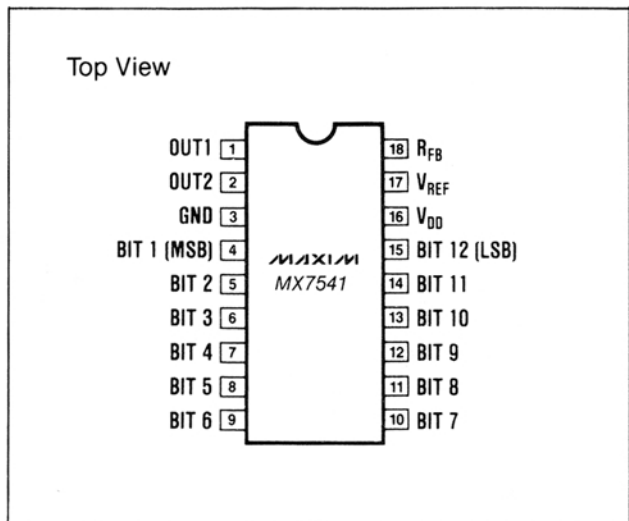 Top View
OUT1 1
OUT2 2
GND 3
BIT 1 (MSB) 4
BIT 2 5
BIT 3 6
BIT 4 7
BIT 5 8
BIT 6 9
MAXIM
MX7541
18 RFB
17 VREF
16 VDD
15 BIT 12 (LSB)
14 BIT 11
13 BIT 10
12 BIT 9
11 BIT 8
10 BIT 7